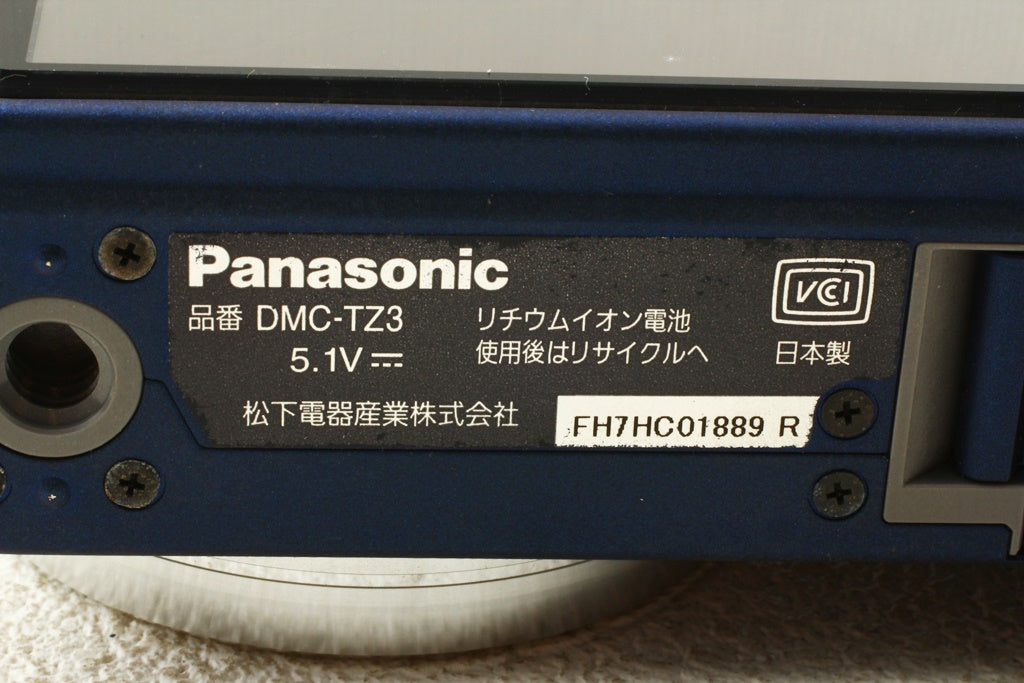 Panasonic
品番 DMC-TZ3
5.1V ⎓
リチウムイオン電池
使用後はリサイクルへ
VCCI
日本製
松下電器産業株式会社
FH7HC01889 R